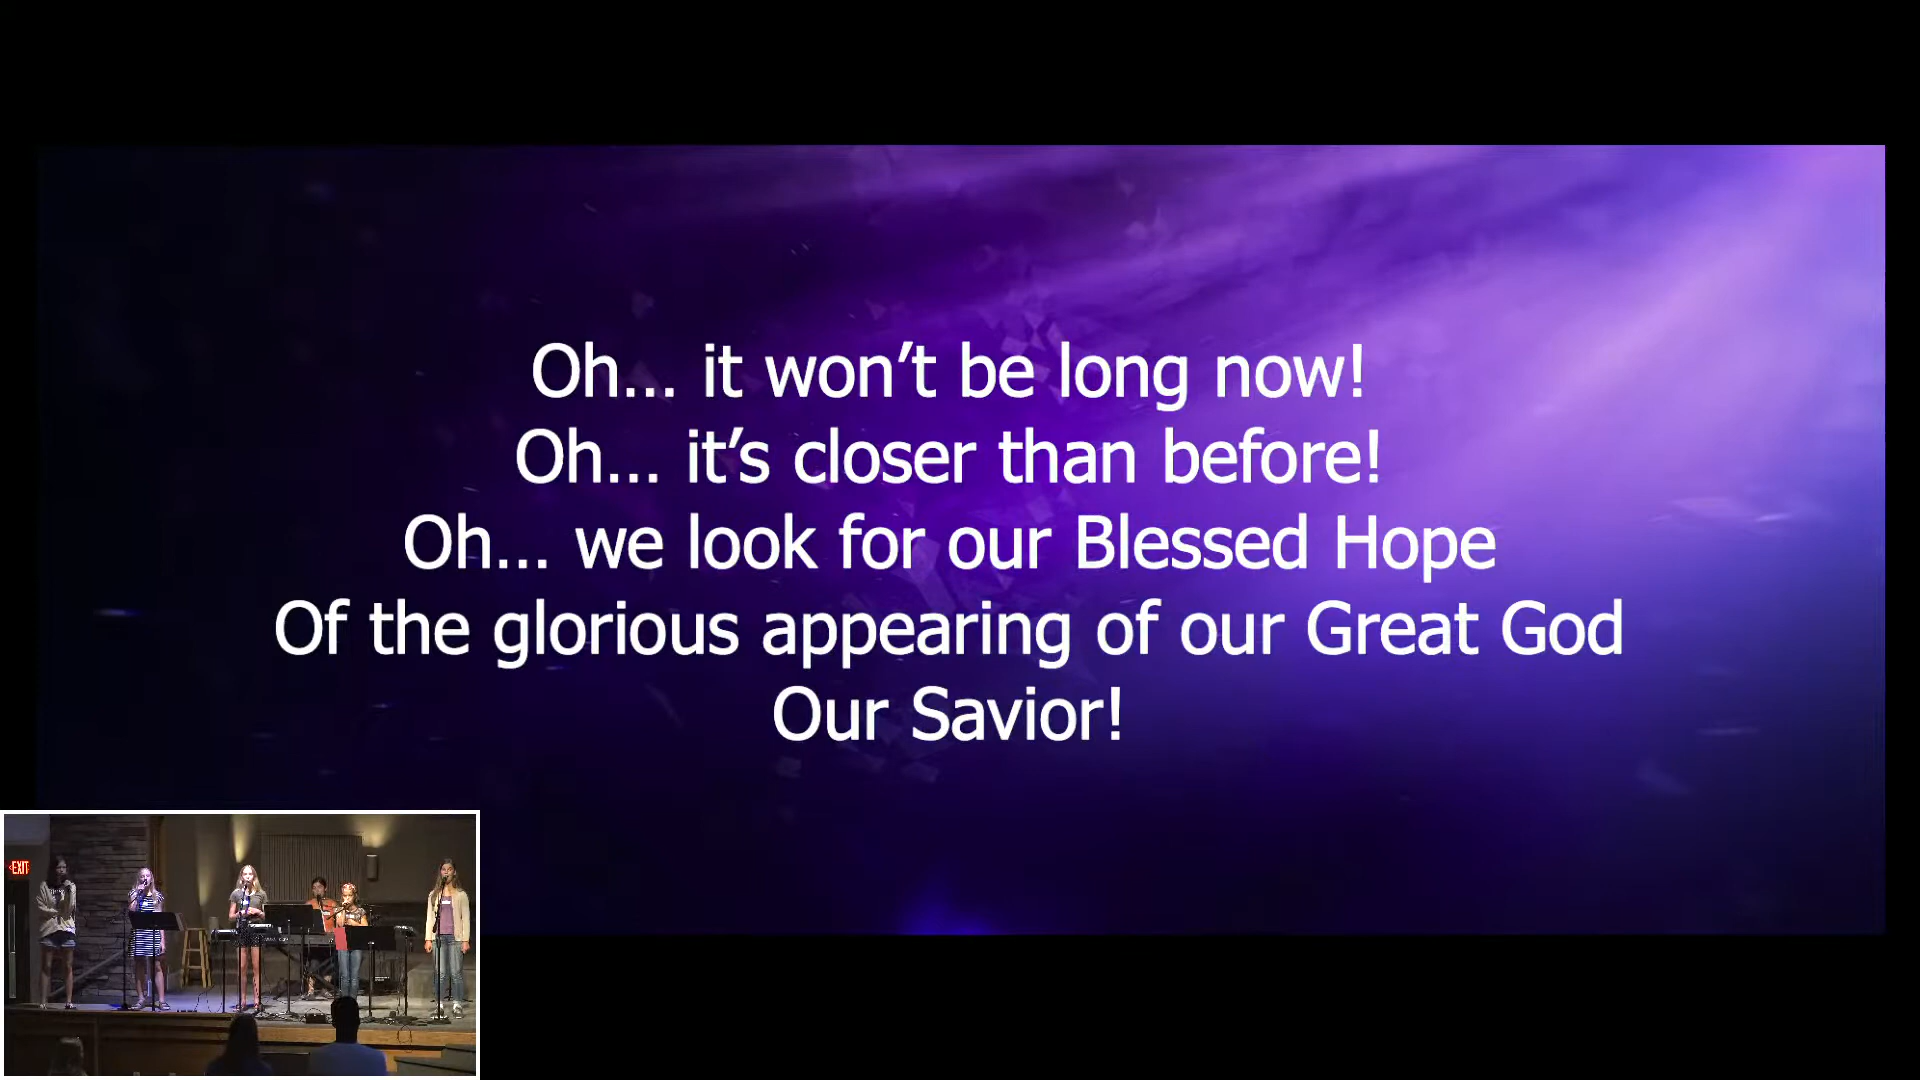 Oh... it won’t be long now!
Oh... it’s closer than before!
Oh... we look for our Blessed Hope
Of the glorious appearing of our Great God
Our Savior!
EXIT